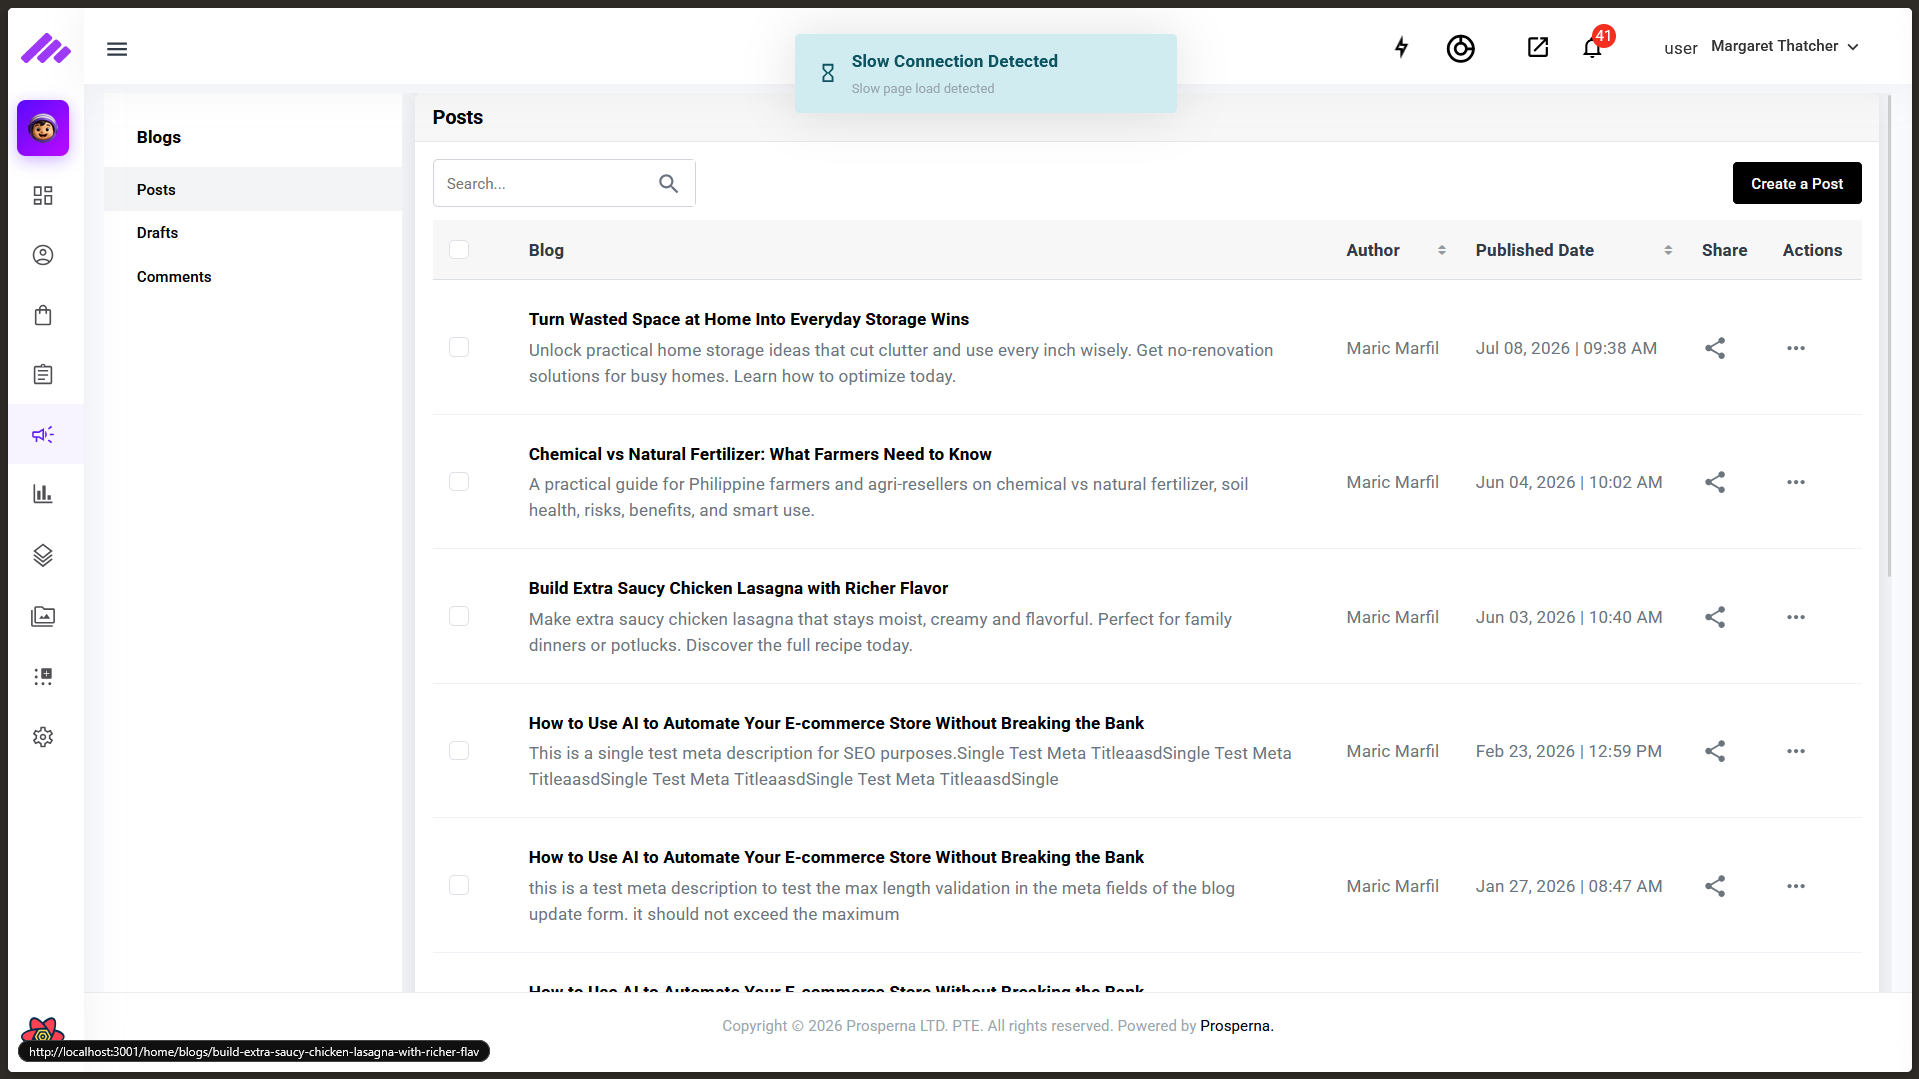 Slow Connection Detected
Slow page load detected
41
user
Margaret Thatcher
Blogs
Posts
Drafts
Comments
Posts
Search...
Create a Post
Blog
Author
Published Date
Share
Actions
Turn Wasted Space at Home Into Everyday Storage Wins
Unlock practical home storage ideas that cut clutter and use every inch wisely. Get no-renovation
solutions for busy homes. Learn how to optimize today.
Maric Marfil
Jul 08, 2026 | 09:38 AM
Chemical vs Natural Fertilizer: What Farmers Need to Know
A practical guide for Philippine farmers and agri-resellers on chemical vs natural fertilizer, soil
health, risks, benefits, and smart use.
Maric Marfil
Jun 04, 2026 | 10:02 AM
Build Extra Saucy Chicken Lasagna with Richer Flavor
Make extra saucy chicken lasagna that stays moist, creamy and flavorful. Perfect for family
dinners or potlucks. Discover the full recipe today.
Maric Marfil
Jun 03, 2026 | 10:40 AM
How to Use AI to Automate Your E-commerce Store Without Breaking the Bank
This is a single test meta description for SEO purposes.Single Test Meta TitleaasdSingle Test Meta
TitleaasdSingle Test Meta TitleaasdSingle Test Meta TitleaasdSingle
Maric Marfil
Feb 23, 2026 | 12:59 PM
How to Use AI to Automate Your E-commerce Store Without Breaking the Bank
this is a test meta description to test the max length validation in the meta fields of the blog
update form. it should not exceed the maximum
Maric Marfil
Jan 27, 2026 | 08:47 AM
How to Use AI to Automate Your E-commerce Store Without Breaking the Bank
Copyright © 2026 Prosperna LTD. PTE. All rights reserved. Powered by Prosperna.
http://localhost:3001/home/blogs/build-extra-saucy-chicken-lasagna-with-richer-flav